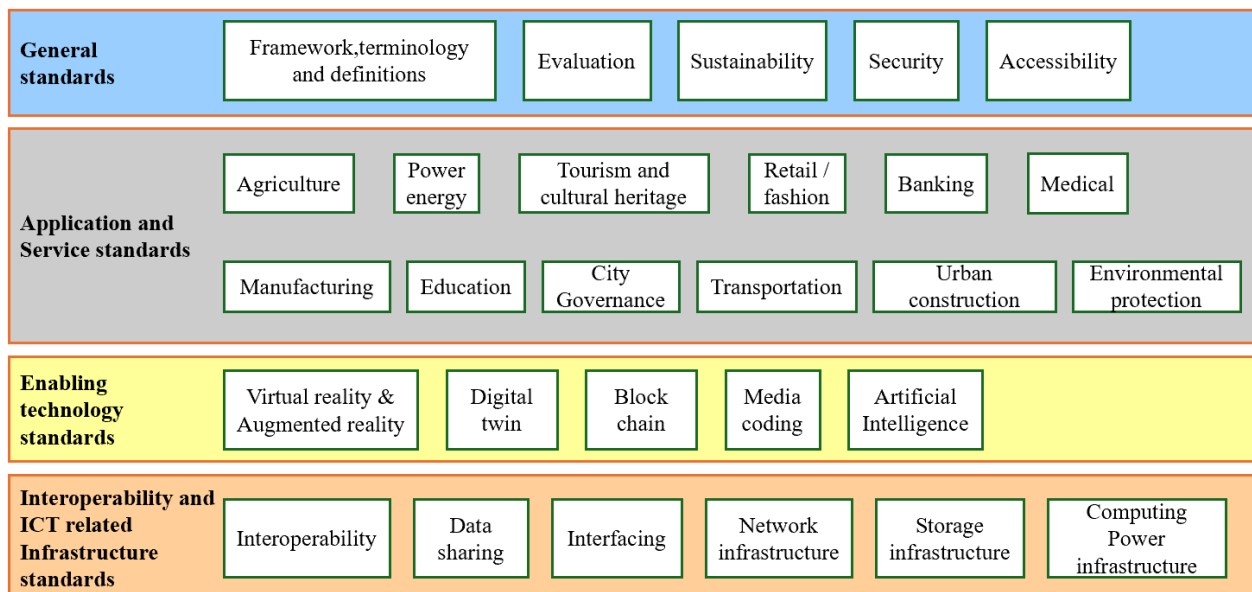 General
standards
Framework,terminology
and definitions
Evaluation
Sustainability
Security
Accessibility
Application and
Service standards
Agriculture
Power
energy
Tourism and
cultural heritage
Retail /
fashion
Banking
Medical
Manufacturing
Education
City
Governance
Transportation
Urban
construction
Environmental
protection
Enabling
technology
standards
Virtual reality &
Augmented reality
Digital
twin
Block
chain
Media
coding
Artificial
Intelligence
Interoperability and
ICT related
Infrastructure
standards
Interoperability
Data
sharing
Interfacing
Network
infrastructure
Storage
infrastructure
Computing
Power
infrastructure